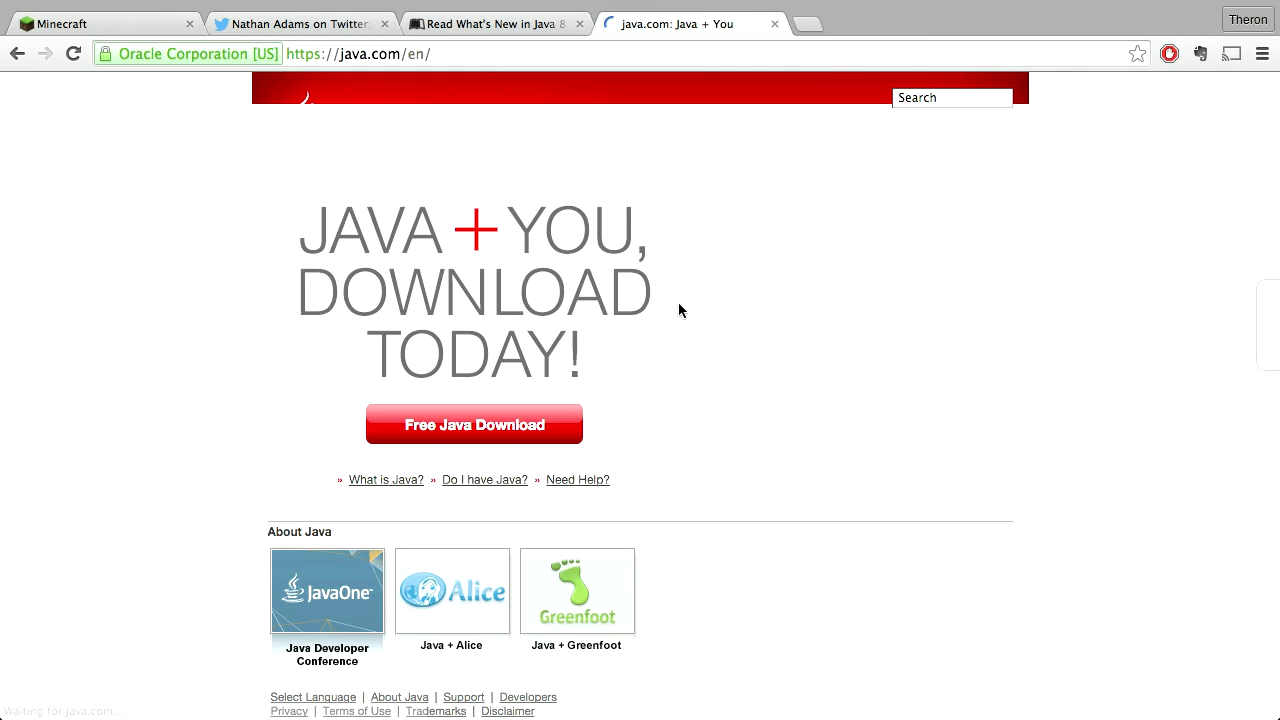 Minecraft
Nathan Adams on Twitter:
Read What's New in Java 8
java.com: Java + You
Theron
Oracle Corporation [US] https://java.com/en/
Search
JAVA + YOU,
DOWNLOAD
TODAY!
Free Java Download
» What is Java? » Do I have Java? » Need Help?
About Java
JavaOne
Alice
Greenfoot
Java Developer
Conference
Java + Alice
Java + Greenfoot
Select Language | About Java | Support | Developers
Privacy | Terms of Use | Trademarks | Disclaimer
Waiting for java.com...